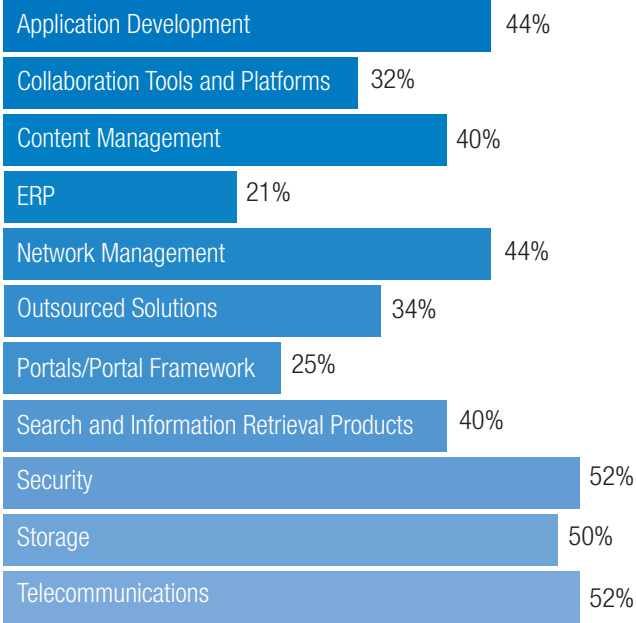 Application Development 44%
Collaboration Tools and Platforms 32%
Content Management 40%
ERP 21%
Network Management 44%
Outsourced Solutions 34%
Portals/Portal Framework 25%
Search and Information Retrieval Products 40%
Security 52%
Storage 50%
Telecommunications 52%